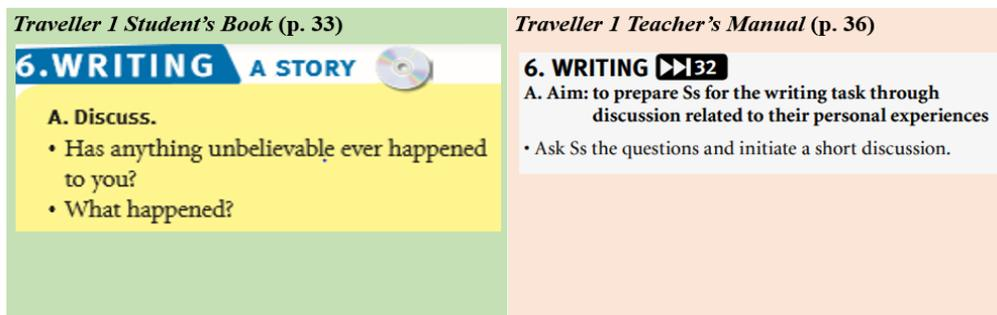 Traveller 1 Student's Book (p. 33)
6.WRITING A STORY
A. Discuss.
• Has anything unbelievable ever happened
to you?
• What happened?
Traveller 1 Teacher's Manual (p. 36)
6. WRITING ▶▶32
A. Aim: to prepare Ss for the writing task through
discussion related to their personal experiences
• Ask Ss the questions and initiate a short discussion.